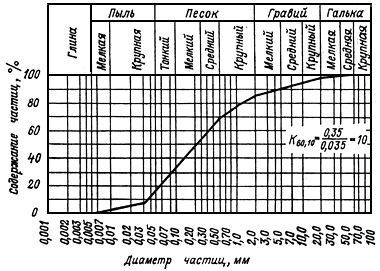 Пыль
Песок
Гравий
Галька
Глина
Мелкая
Крупная
Тонкий
Мелкий
Средний
Крупный
Мелкий
Средний
Крупный
Мелкая
Средняя
Крупная
Содержание частиц, %
100
80
60
40
20
0
K60,10=0,35/0,035=10
0,001
0,002
0,003
0,005
0,007
0,01
0,02
0,03
0,05
0,07
0,10
0,20
0,30
0,50
0,70
1,0
2,0
3,0
5,0
7,0
10,0
20,0
30,0
50,0
70,0
100
Диаметр частиц, мм